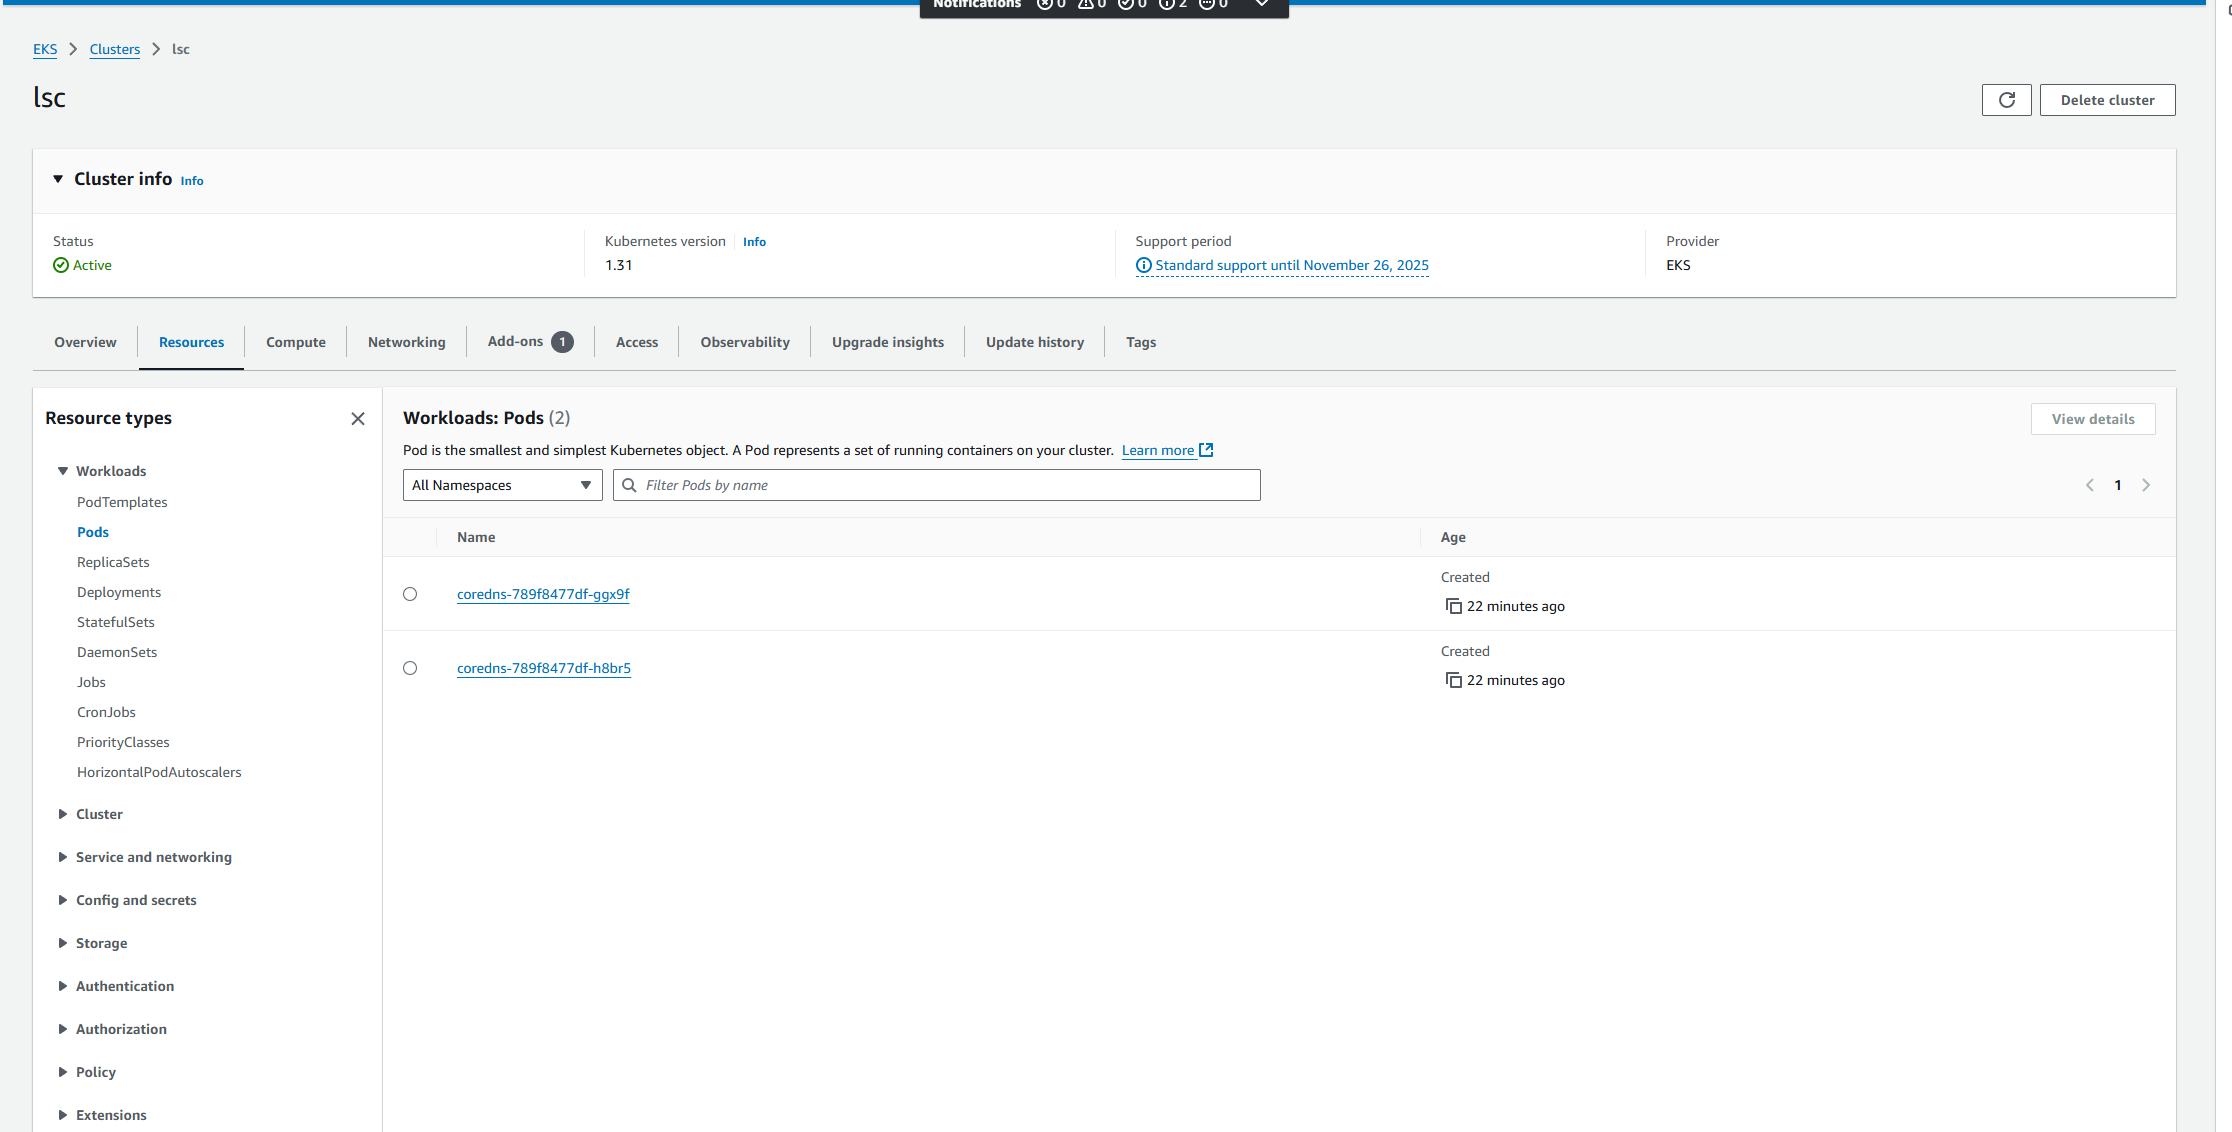 Notifications 0 0 0 2 0
EKS Clusters lsc
lsc
Delete cluster
Cluster info Info
Status
Active
Kubernetes version Info
1.31
Support period
Standard support until November 26, 2025
Provider
EKS
Overview Resources Compute Networking Add-ons 1 Access Observability Upgrade insights Update history Tags
Resource types
Workloads
PodTemplates
Pods
ReplicaSets
Deployments
StatefulSets
DaemonSets
Jobs
CronJobs
PriorityClasses
HorizontalPodAutoscalers
Cluster
Service and networking
Config and secrets
Storage
Authentication
Authorization
Policy
Extensions
Workloads: Pods (2)
View details
Pod is the smallest and simplest Kubernetes object. A Pod represents a set of running containers on your cluster. Learn more
All Namespaces Filter Pods by name
1
Name Age
coredns-789f8477df-ggx9f
Created
22 minutes ago
coredns-789f8477df-h8br5
Created
22 minutes ago